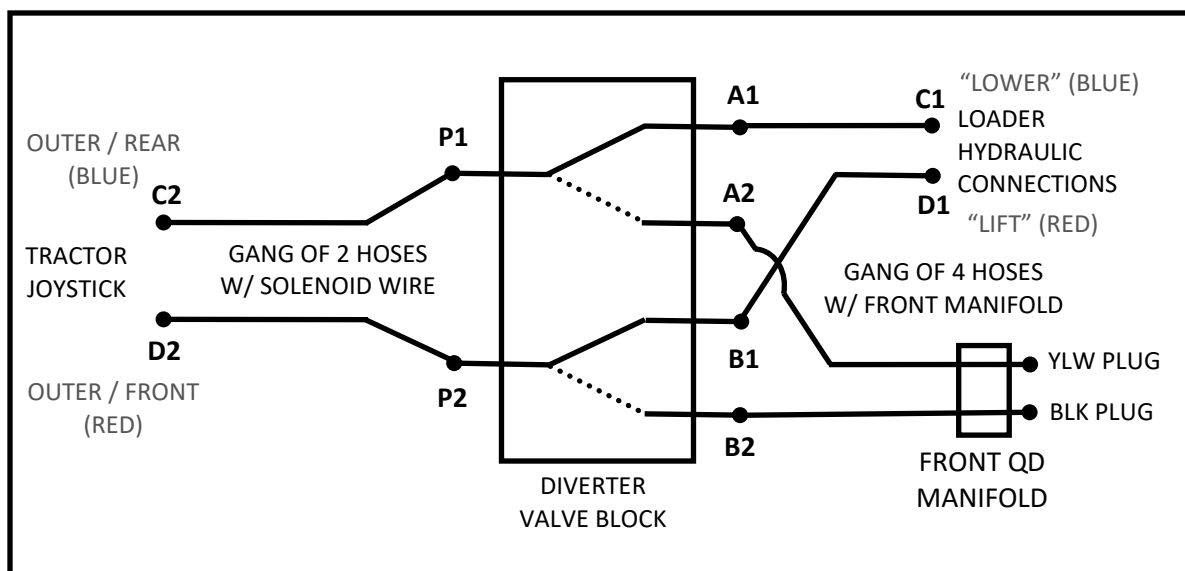 OUTER / REAR
(BLUE)
C2
TRACTOR
JOYSTICK
D2
OUTER / FRONT
(RED)
P1
GANG OF 2 HOSES
W/ SOLENOID WIRE
P2
DIVERTER
VALVE BLOCK
A1
A2
B1
B2
“LOWER” (BLUE)
C1
LOADER
HYDRAULIC
CONNECTIONS
D1
“LIFT” (RED)
GANG OF 4 HOSES
W/ FRONT MANIFOLD
YLW PLUG
BLK PLUG
FRONT QD
MANIFOLD